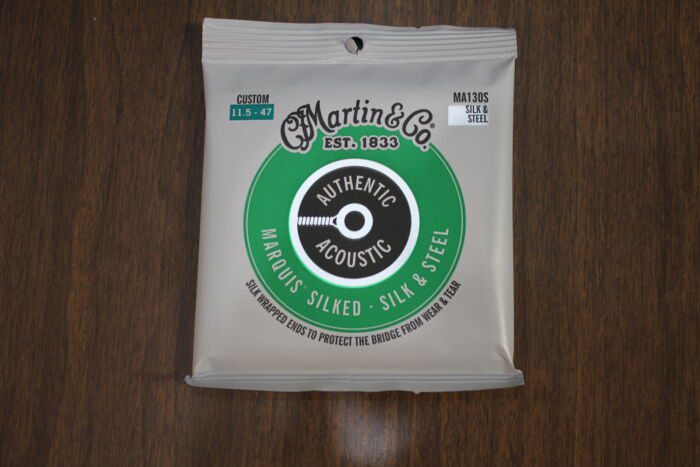 CUSTOM
11.5 - 47
MA130S
SILK &
STEEL
CF Martin & Co.®
EST. 1833
AUTHENTIC
ACOUSTIC
MARQUIS® SILKED · SILK & STEEL
SILK WRAPPED ENDS TO PROTECT THE BRIDGE FROM WEAR & TEAR